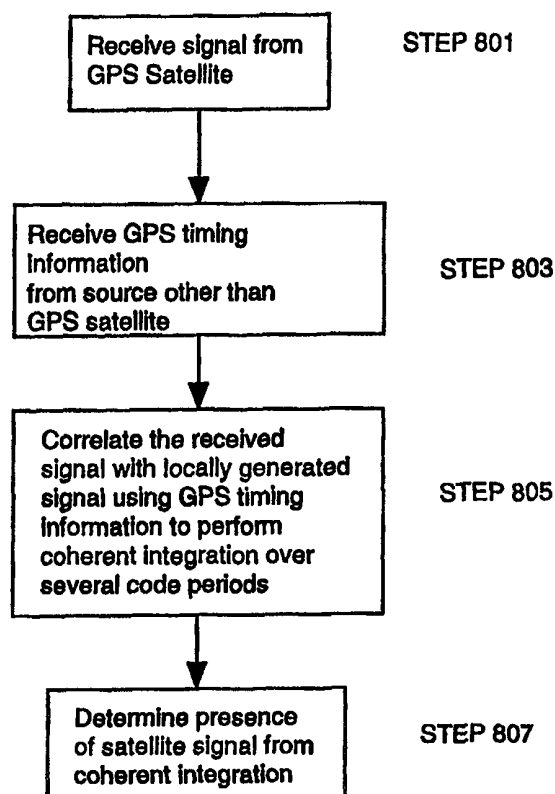 Receive signal from
GPS Satellite
STEP 801
Receive GPS timing
Information
from source other than
GPS satellite
STEP 803
Correlate the received
signal with locally generated
signal using GPS timing
Information to perform
coherent integration over
several code periods
STEP 805
Determine presence
of satellite signal from
coherent integration
STEP 807